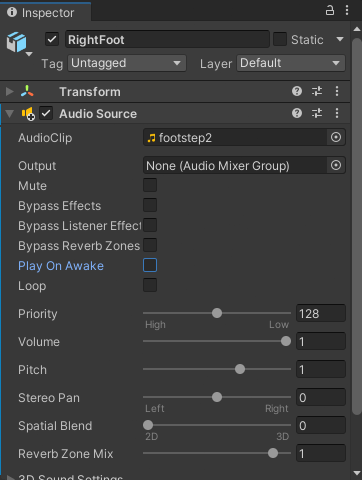 Inspector
RightFoot Static
Tag Untagged Layer Default
Transform
Audio Source
AudioClip footstep2
Output None (Audio Mixer Group)
Mute
Bypass Effects
Bypass Listener Effect
Bypass Reverb Zones
Play On Awake
Loop
Priority 128
High Low
Volume 1
Pitch 1
Stereo Pan 0
Left Right
Spatial Blend 0
2D 3D
Reverb Zone Mix 1
3D Sound Settings